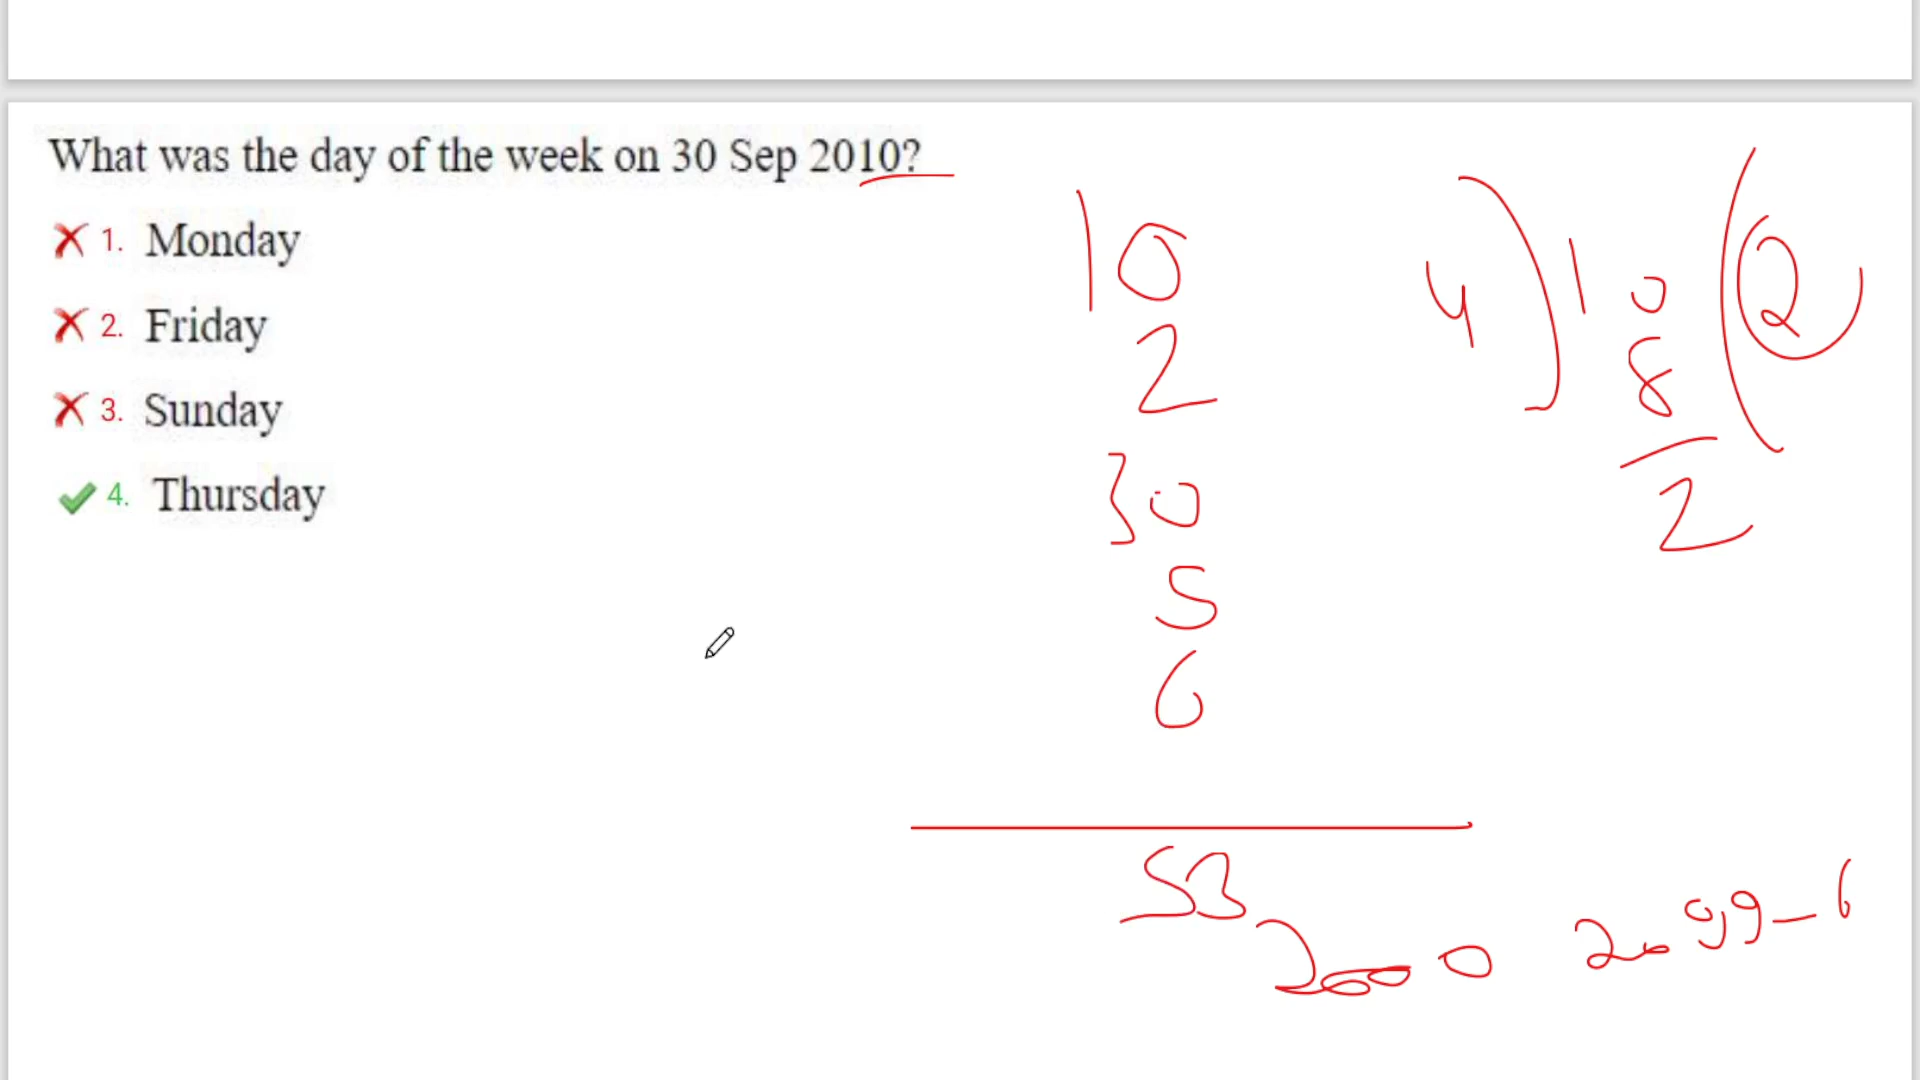 What was the day of the week on 30 Sep 2010?
1. Monday
2. Friday
3. Sunday
4. Thursday
10
2
30
5
6
53
4)10(2
8
2
2000 2099-6